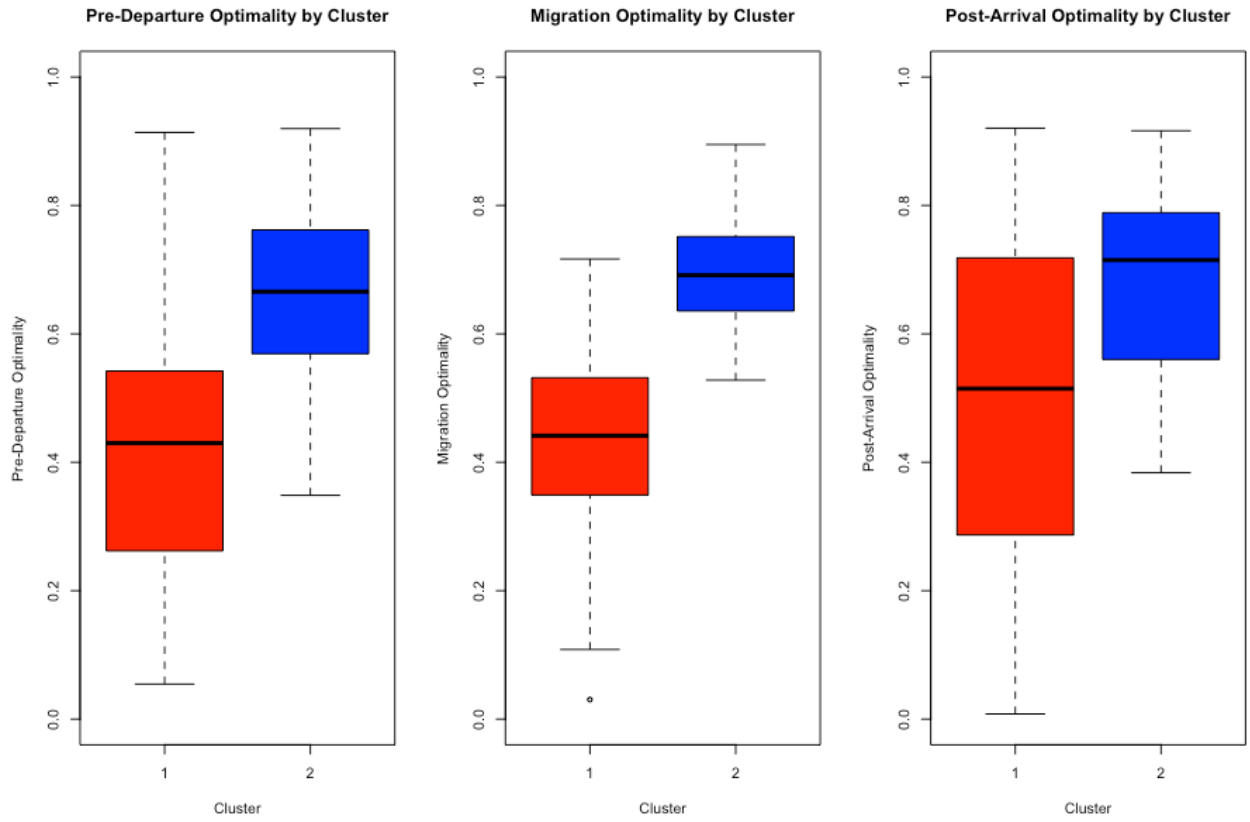 Pre-Departure Optimality by Cluster
Pre-Departure Optimality
1.0
0.8
0.6
0.4
0.2
0.0
1 2
Cluster
Migration Optimality by Cluster
Migration Optimality
1.0
0.8
0.6
0.4
0.2
0.0
1 2
Cluster
Post-Arrival Optimality by Cluster
Post-Arrival Optimality
1.0
0.8
0.6
0.4
0.2
0.0
1 2
Cluster